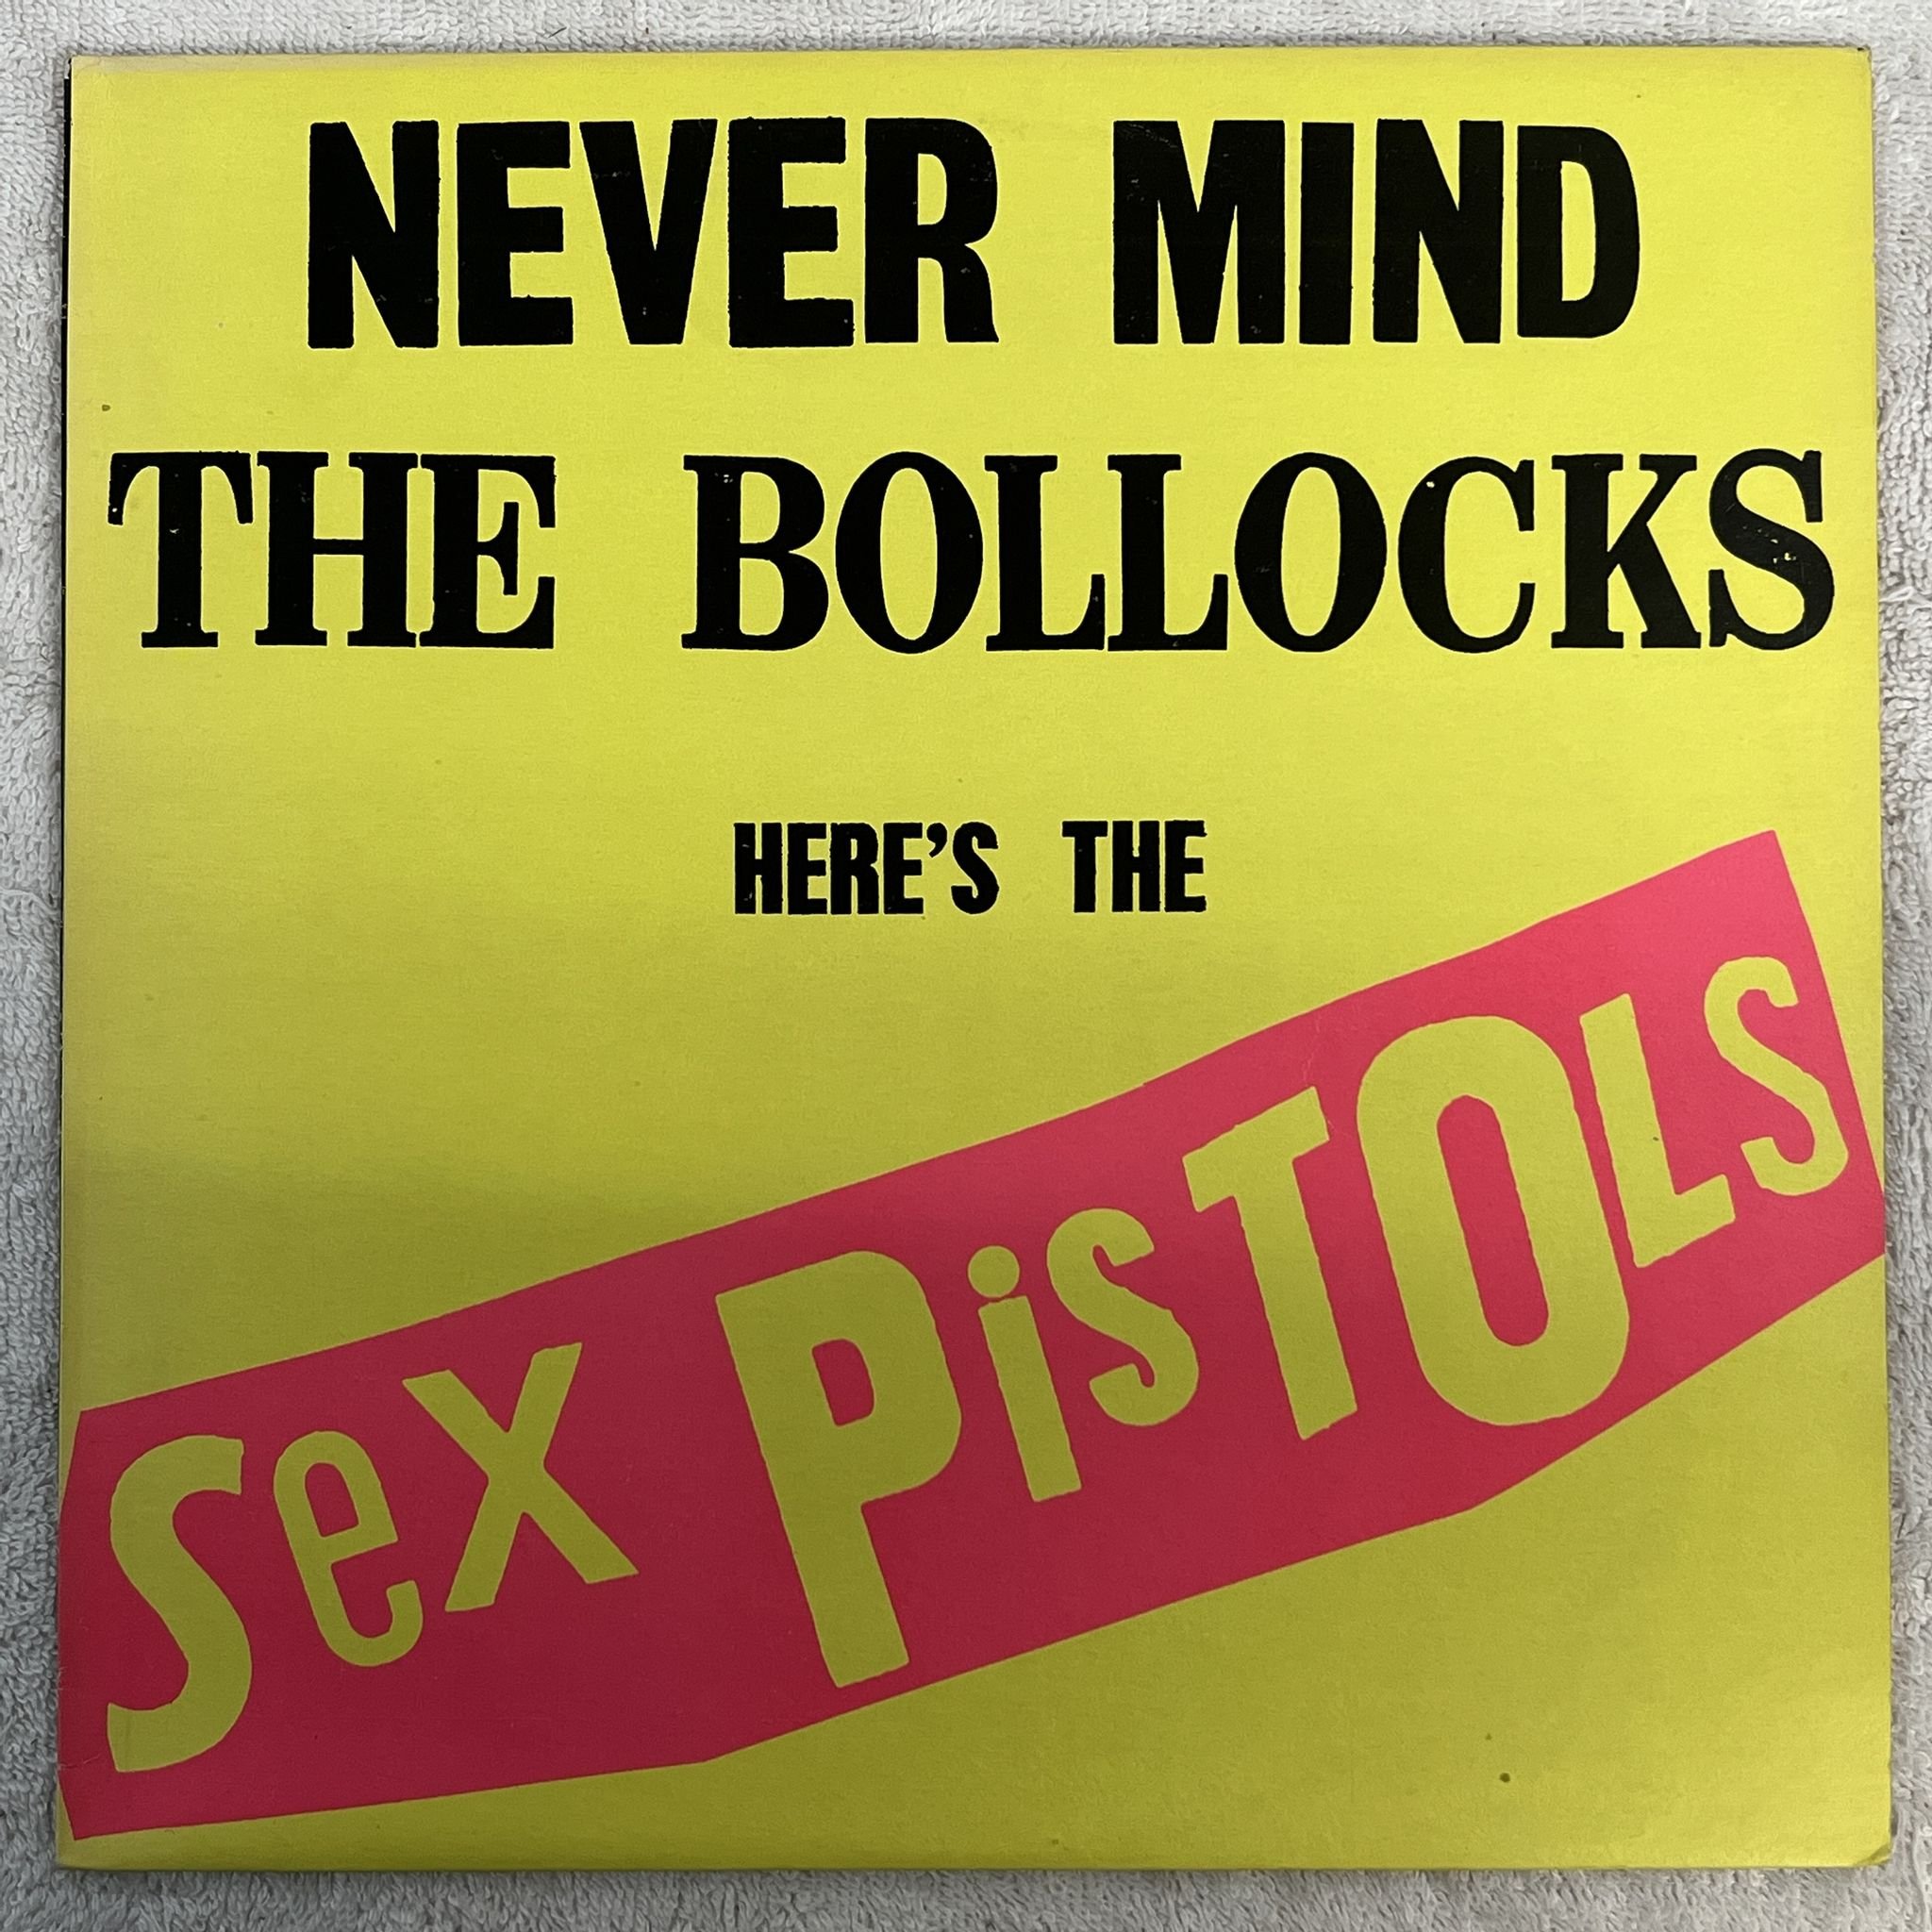 NEVER MIND
THE BOLLOCKS
HERE'S THE
Sex PisTOLS